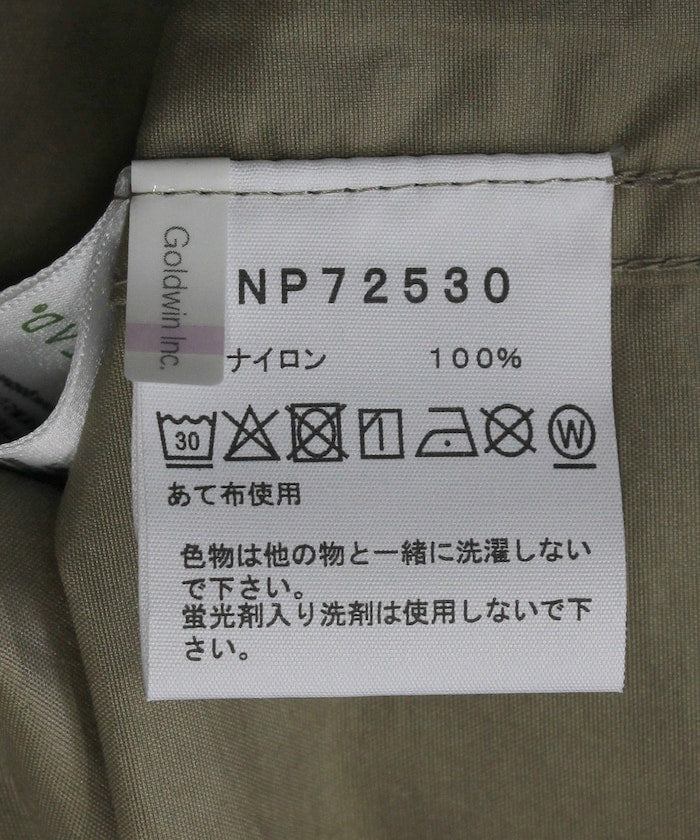 Goldwin Inc.
NP72530
ナイロン 100%
30
W
あて布使用
色物は他の物と一緒に洗濯しない
で下さい。
蛍光剤入り洗剤は使用しないで下
さい。